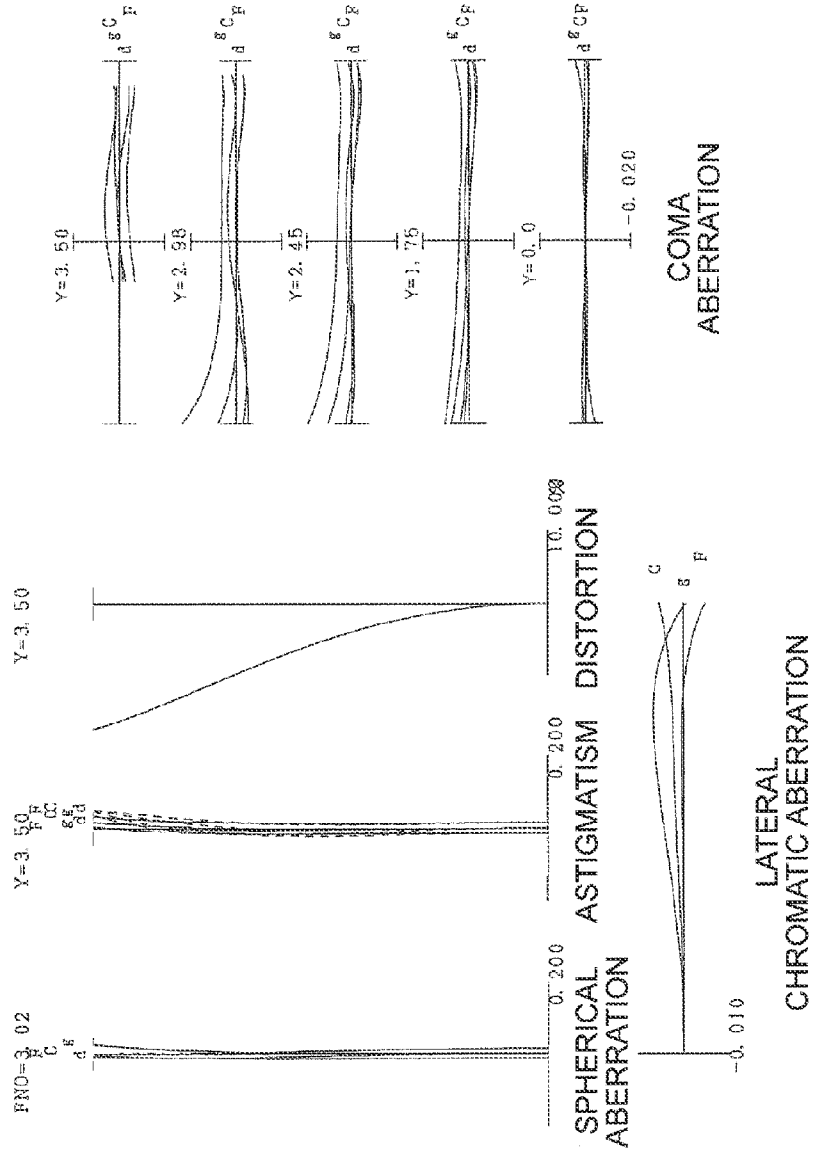 FNO=3.02
F
C
g
d
0.200
SPHERICAL
ABERRATION
Y=3.50
F F
CC
g g
d d
0.200
ASTIGMATISM
Y=3.50
10.00%
DISTORTION
Y=3.50
d g C F
Y=2.98
d g C F
Y=2.45
d g C F
Y=1.75
d g C F
Y=0.0
d g C F
-0.020
COMA
ABERRATION
C
g
F
-0.010
LATERAL
CHROMATIC ABERRATION